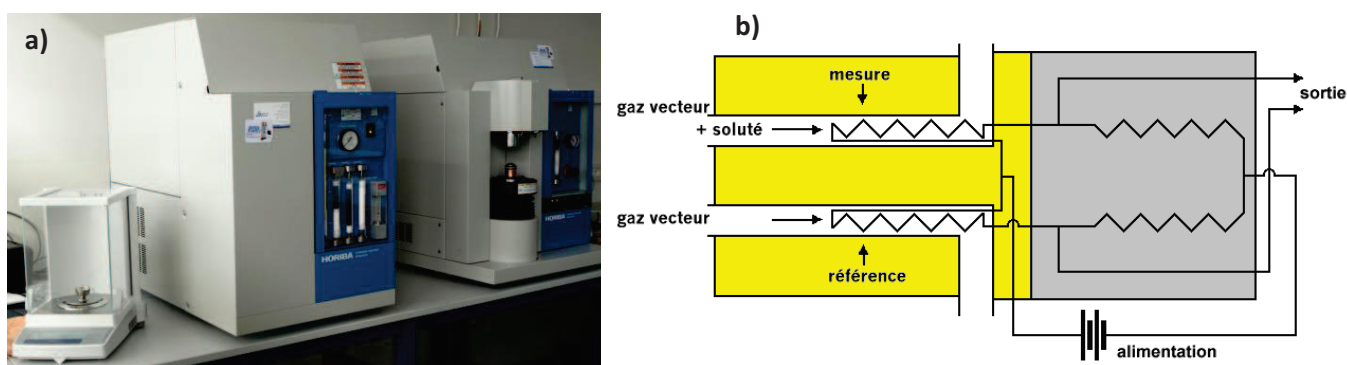 a)
HORIBA
HORIBA
b)
mesure
gaz vecteur
+ soluté
sortie
gaz vecteur
référence
alimentation